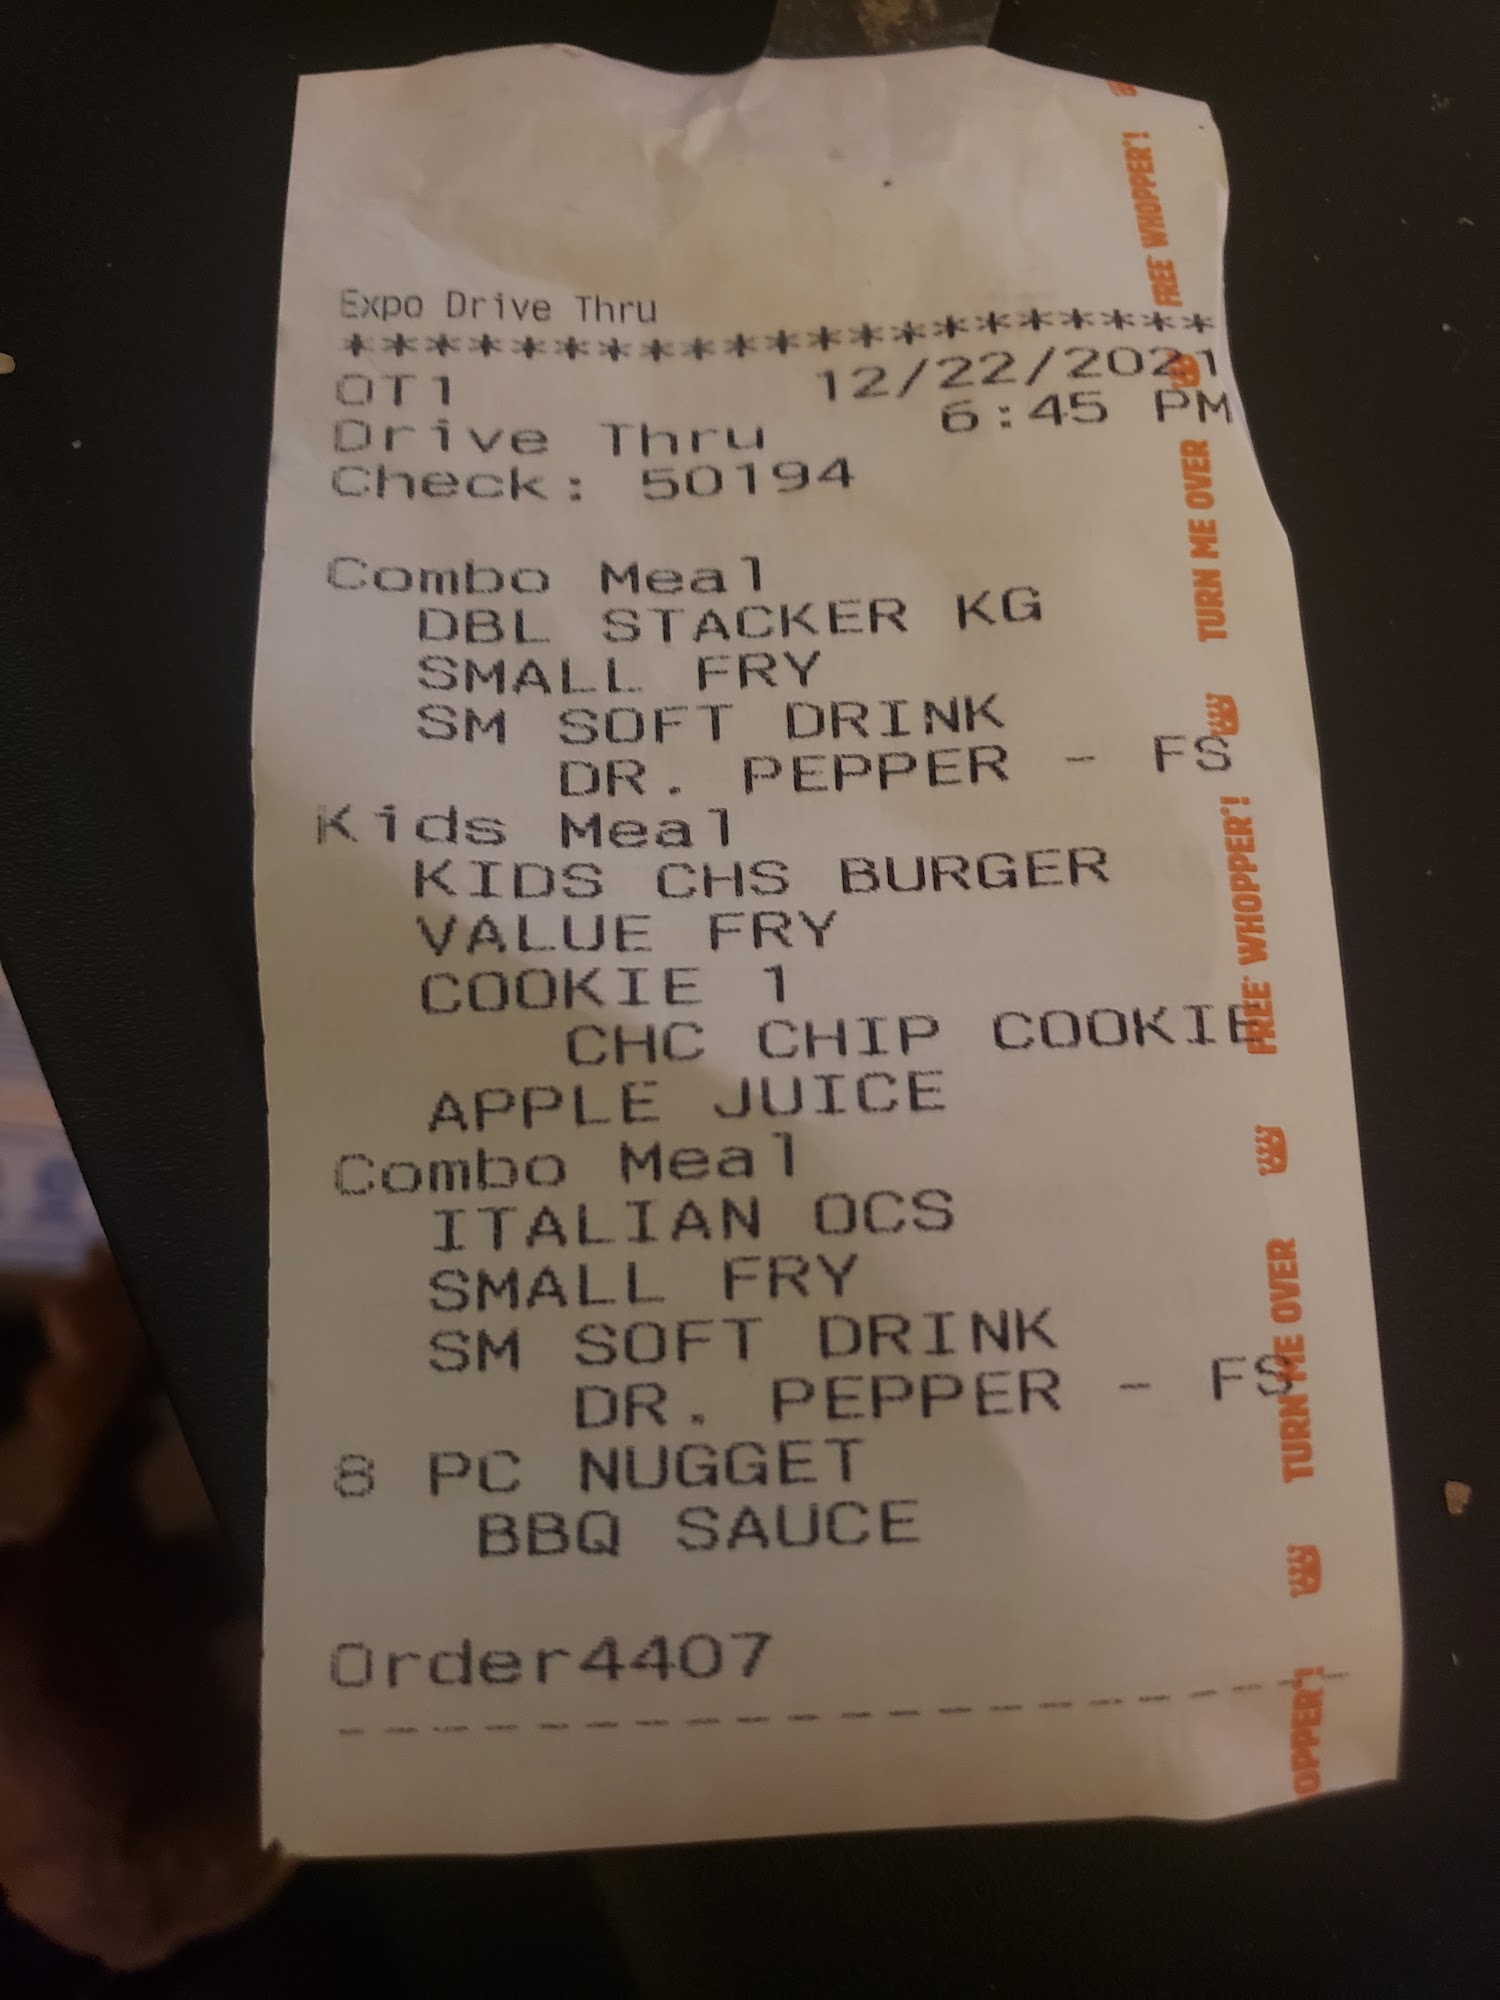 Expo Drive Thru
*********************
OT1 12/22/2021
Drive Thru 6:45 PM
Check: 50194
Combo Meal
DBL STACKER KG
SMALL FRY
SM SOFT DRINK
DR. PEPPER - FS
Kids Meal
KIDS CHS BURGER
VALUE FRY
COOKIE 1
CHC CHIP COOKIE
APPLE JUICE
Combo Meal
ITALIAN OCS
SMALL FRY
SM SOFT DRINK
DR. PEPPER - FS
8 PC NUGGET
BBQ SAUCE
Order4407
---------------------
FREE WHOPPER!
TURN ME OVER
FREE WHOPPER!
TURN ME OVER
OPPER!